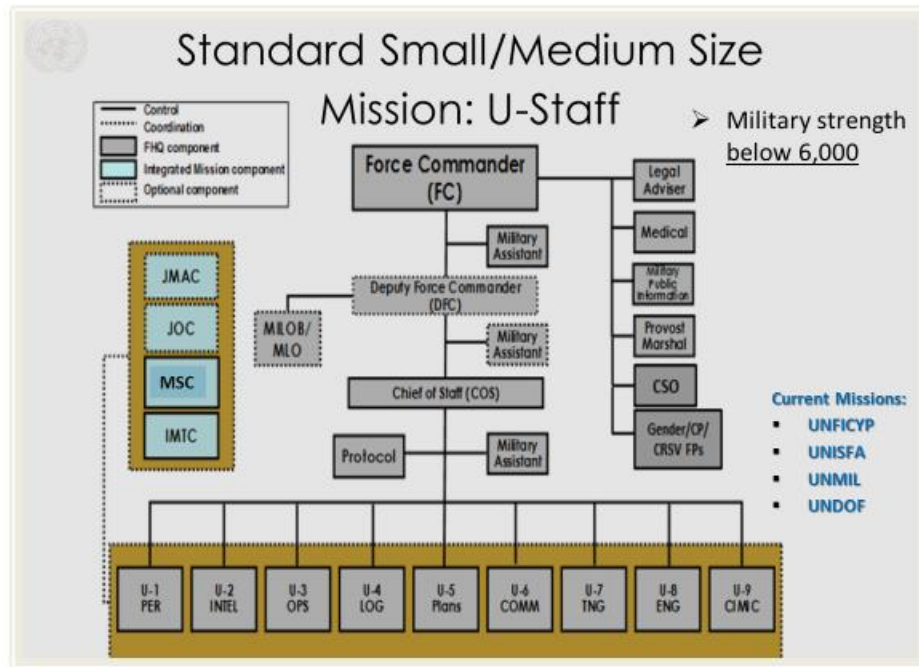 Standard Small/Medium Size
Mission: U-Staff
➢ Military strength
below 6,000
Control
Coordination
FHQ component
Integrated Mission component
Optional component
Force Commander
(FC)
Legal
Adviser
Medical
Military
Public
Information
Provost
Marshal
CSO
Gender/CP/
CRSV FPs
Military
Assistant
Deputy Force Commander
(DFC)
MILOB/
MLO
Military
Assistant
Chief of Staff (COS)
Protocol
Military
Assistant
JMAC
JOC
MSC
IMTC
Current Missions:
▪ UNFICYP
▪ UNISFA
▪ UNMIL
▪ UNDOF
U-1
PER
U-2
INTEL
U-3
OPS
U-4
LOG
U-5
Plans
U-6
COMM
U-7
TNG
U-8
ENG
U-9
CIMIC